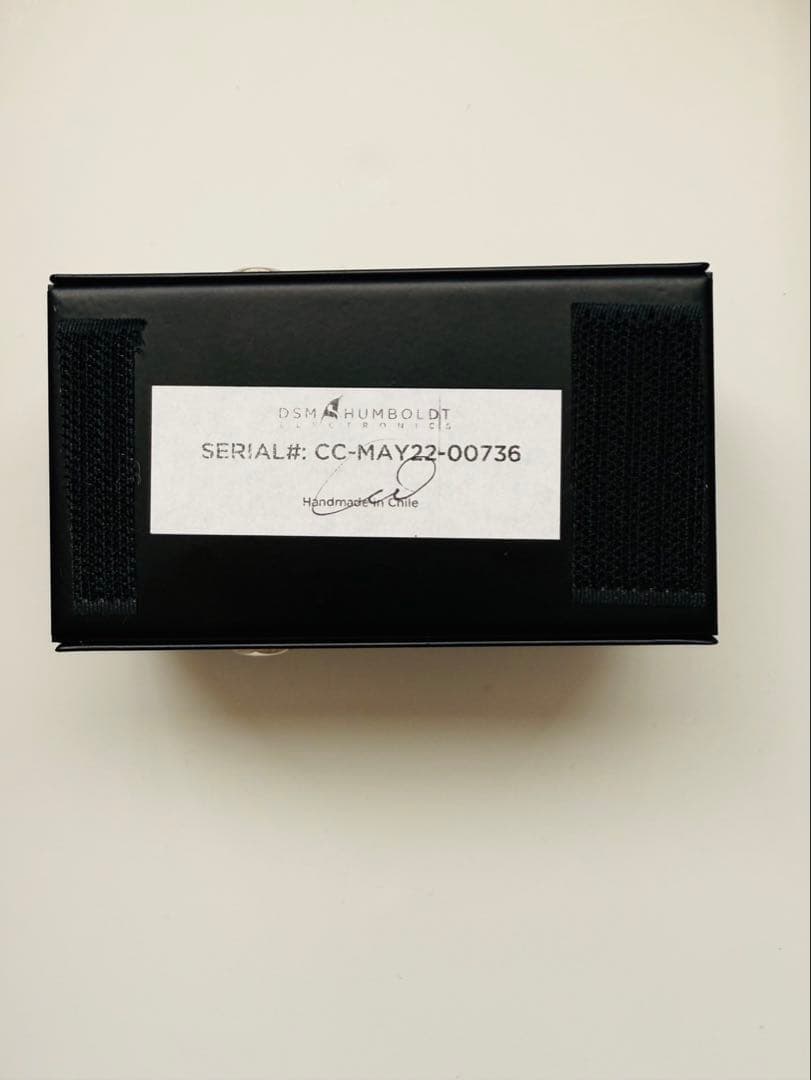 DSM HUMBOLDT
ELECTRONICS
SERIAL#: CC-MAY22-00736
Handmade in Chile